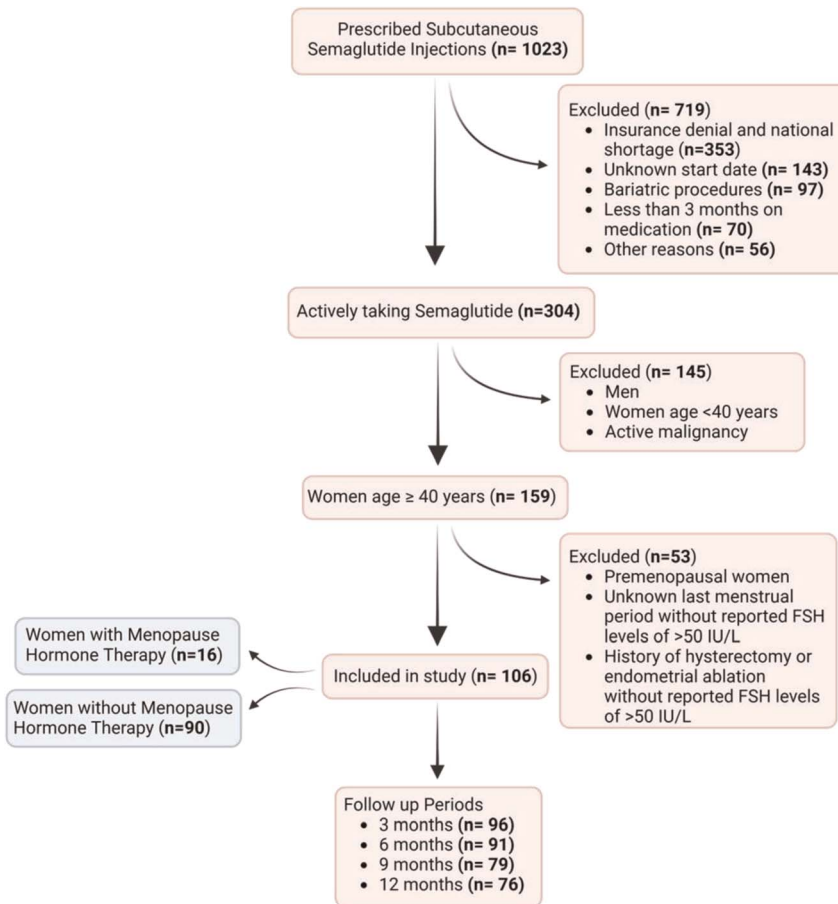 Prescribed Subcutaneous
Semaglutide Injections (n= 1023)
Excluded (n= 719)
• Insurance denial and national
shortage (n=353)
• Unknown start date (n= 143)
• Bariatric procedures (n= 97)
• Less than 3 months on
medication (n= 70)
• Other reasons (n= 56)
Actively taking Semaglutide (n=304)
Excluded (n= 145)
• Men
• Women age <40 years
• Active malignancy
Women age ≥ 40 years (n= 159)
Excluded (n=53)
• Premenopausal women
• Unknown last menstrual
period without reported FSH
levels of >50 IU/L
• History of hysterectomy or
endometrial ablation
without reported FSH levels
of >50 IU/L
Women with Menopause
Hormone Therapy (n=16)
Included in study (n= 106)
Women without Menopause
Hormone Therapy (n=90)
Follow up Periods
• 3 months (n= 96)
• 6 months (n= 91)
• 9 months (n= 79)
• 12 months (n= 76)